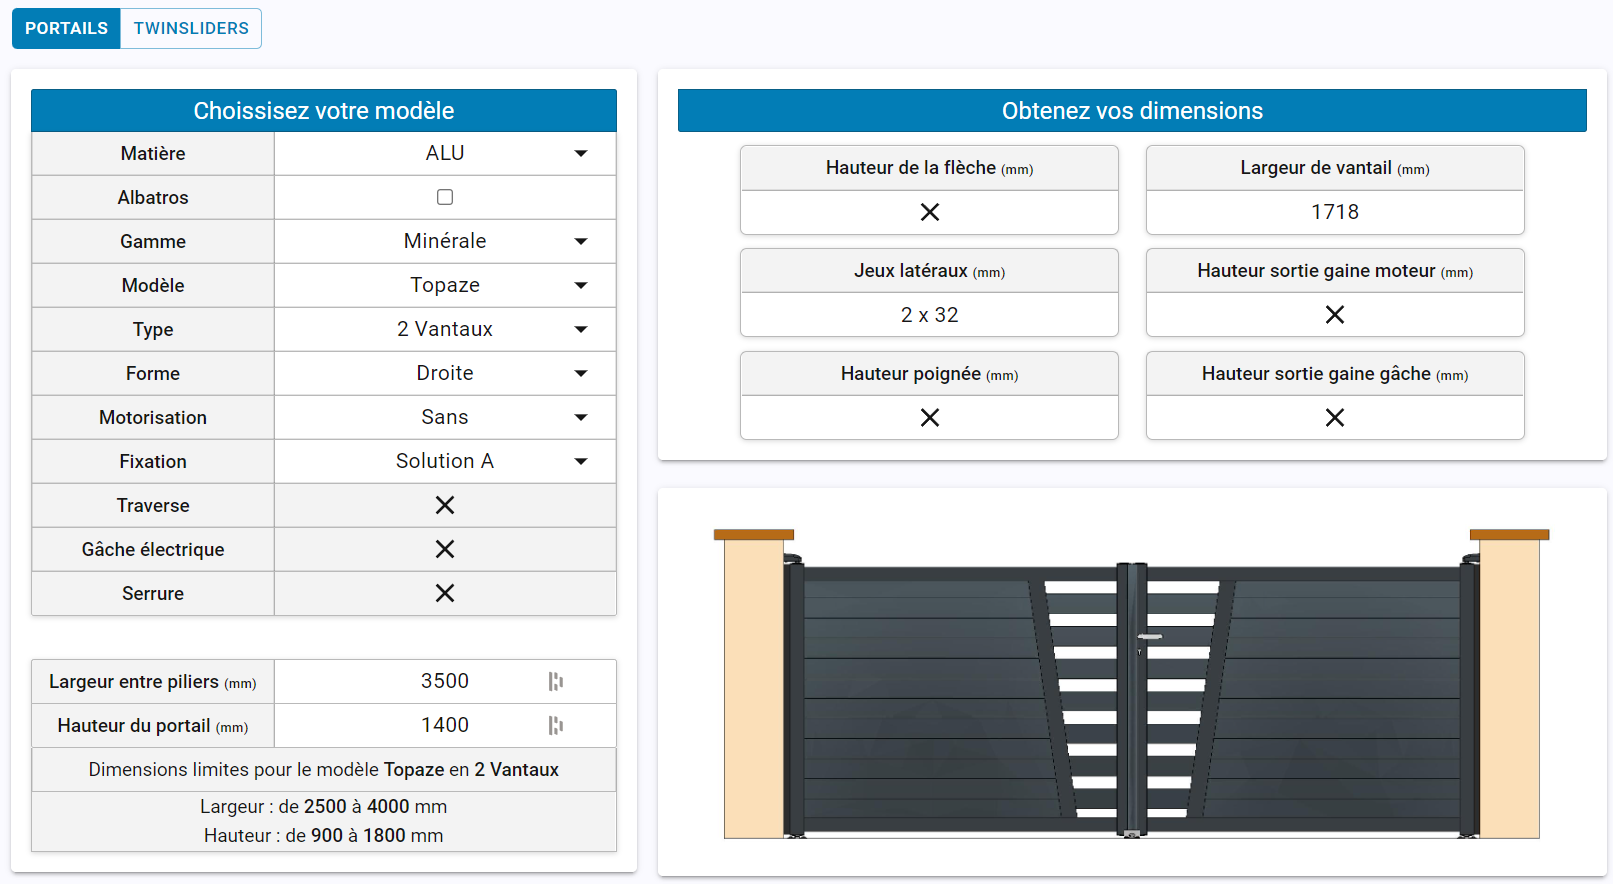 PORTAILS
TWINSLIDERS
Choissisez votre modèle
Matière
ALU
Albatros
Gamme
Minérale
Modèle
Topaze
Type
2 Vantaux
Forme
Droite
Motorisation
Sans
Fixation
Solution A
Traverse
Gâche électrique
Serrure
Largeur entre piliers (mm)
3500
Hauteur du portail (mm)
1400
Dimensions limites pour le modèle Topaze en 2 Vantaux
Largeur : de 2500 à 4000 mm
Hauteur : de 900 à 1800 mm
Obtenez vos dimensions
Hauteur de la flèche (mm)
Largeur de vantail (mm)
1718
Jeux latéraux (mm)
2 x 32
Hauteur sortie gaine moteur (mm)
Hauteur poignée (mm)
Hauteur sortie gaine gâche (mm)